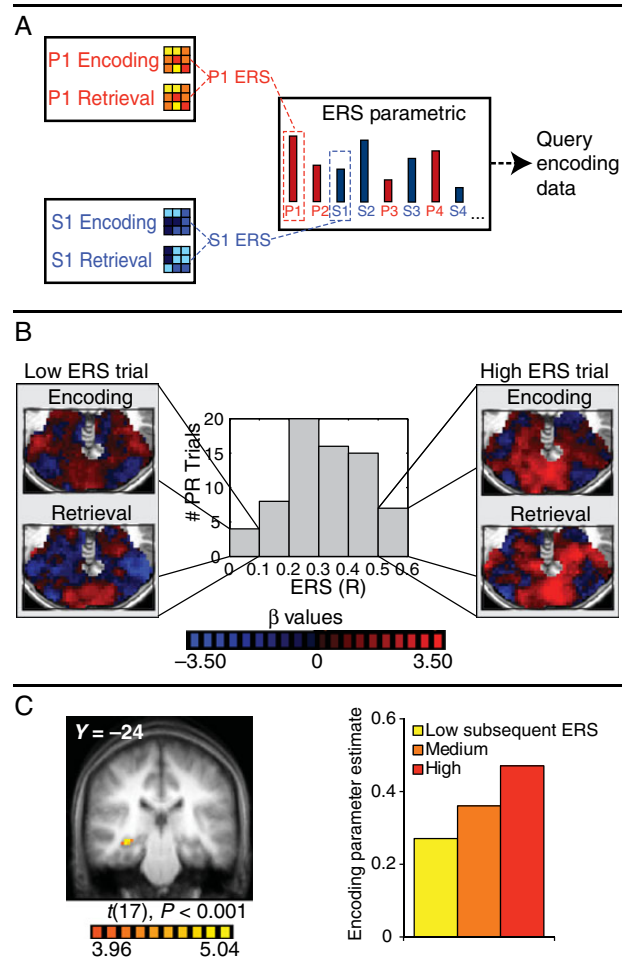 A
P1 Encoding
P1 Retrieval
P1 ERS
S1 Encoding
S1 Retrieval
S1 ERS
ERS parametric
P1 P2 S1 S2 P3 S3 P4 S4 ...
Query
encoding
data
B
Low ERS trial
Encoding
Retrieval
High ERS trial
Encoding
Retrieval
# PR Trials
20
15
10
5
0
0 0.1 0.2 0.3 0.4 0.5 0.6
ERS (R)
β values
−3.50 0 3.50
C
Y = −24
t(17), P < 0.001
3.96 5.04
Encoding parameter estimate
0.6
0.4
0.2
0
Low subsequent ERS
Medium
High